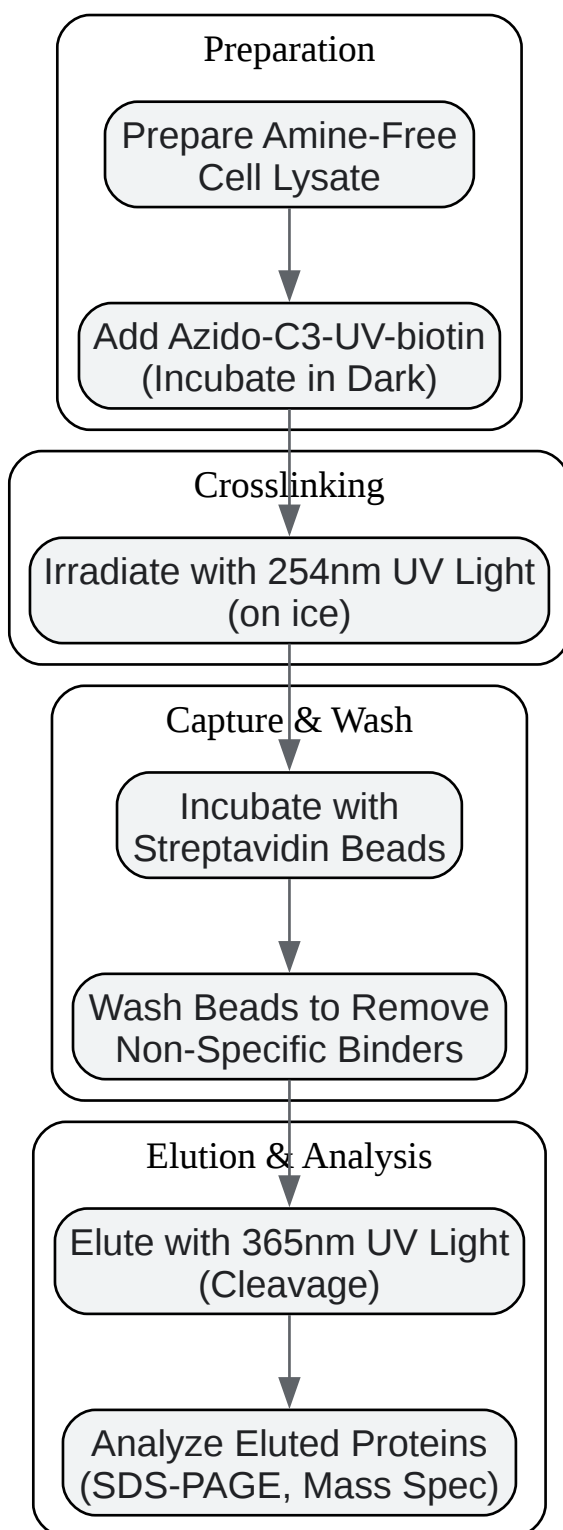 Preparation
Prepare Amine-Free
Cell Lysate
Add Azido-C3-UV-biotin
(Incubate in Dark)
Crosslinking
Irradiate with 254nm UV Light
(on ice)
Capture & Wash
Incubate with
Streptavidin Beads
Wash Beads to Remove
Non-Specific Binders
Elution & Analysis
Elute with 365nm UV Light
(Cleavage)
Analyze Eluted Proteins
(SDS-PAGE, Mass Spec)